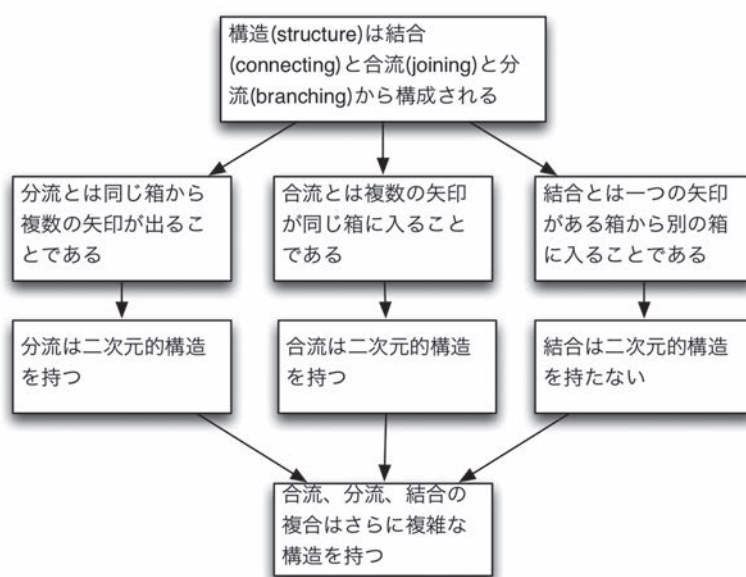 構造(structure)は結合
(connecting)と合流(joining)と分
流(branching)から構成される
分流とは同じ箱から
複数の矢印が出るこ
とである
合流とは複数の矢印
が同じ箱に入ること
である
結合とは一つの矢印
がある箱から別の箱
に入ることである
分流は二次元的構造
を持つ
合流は二次元的構造
を持つ
結合は二次元的構造
を持たない
合流、分流、結合の
複合はさらに複雑な
構造を持つ